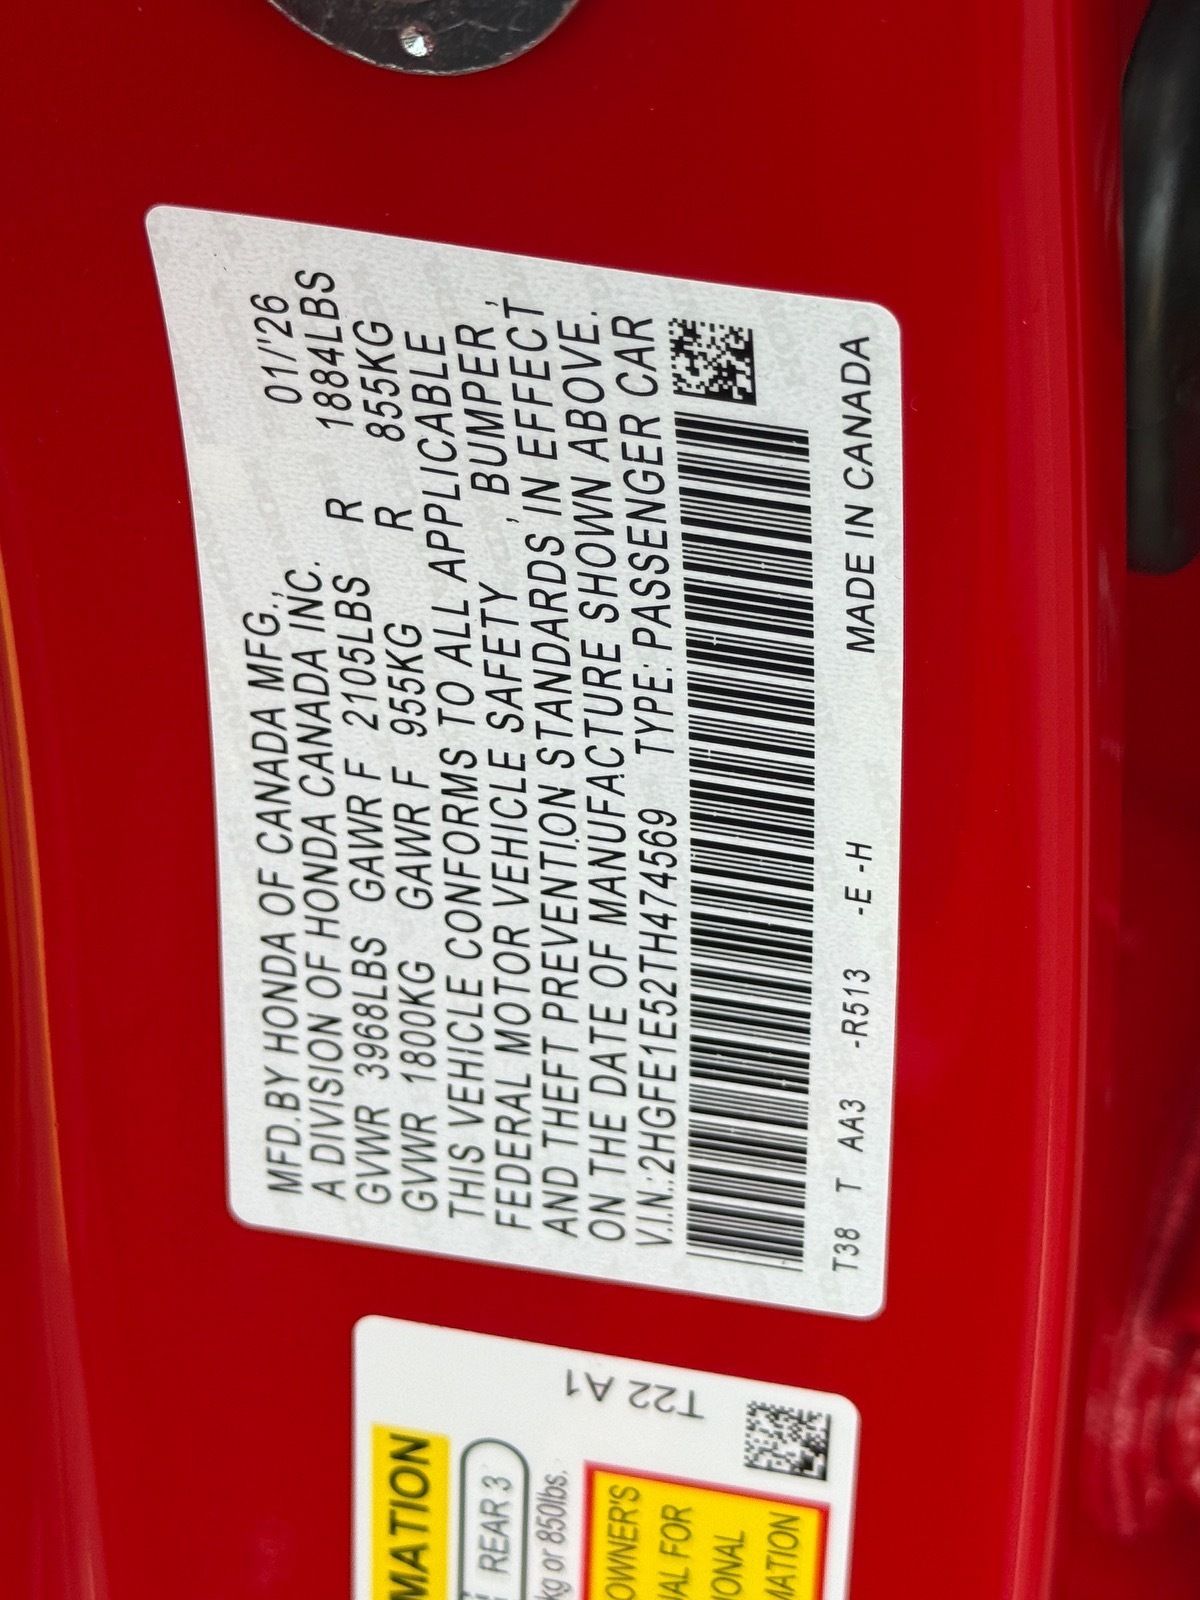 MFD.BY HONDA OF CANADA MFG., 01/'26
A DIVISION OF HONDA CANADA INC.
GVWR 3968LBS GAWR F 2105LBS R 1884LBS
GVWR 1800KG GAWR F 955KG R 855KG
THIS VEHICLE CONFORMS TO ALL APPLICABLE
FEDERAL MOTOR VEHICLE SAFETY , BUMPER ,
AND THEFT PREVENTION STANDARDS IN EFFECT
ON THE DATE OF MANUFACTURE SHOWN ABOVE.
V.I.N.:2HGFE1E52TH474569 TYPE: PASSENGER CAR
T38 T AA3 -R513 -E -H MADE IN CANADA
T22 A1
MATION
REAR 3
kg or 850lbs.
OWNER'S
UAL FOR
IONAL
MATION